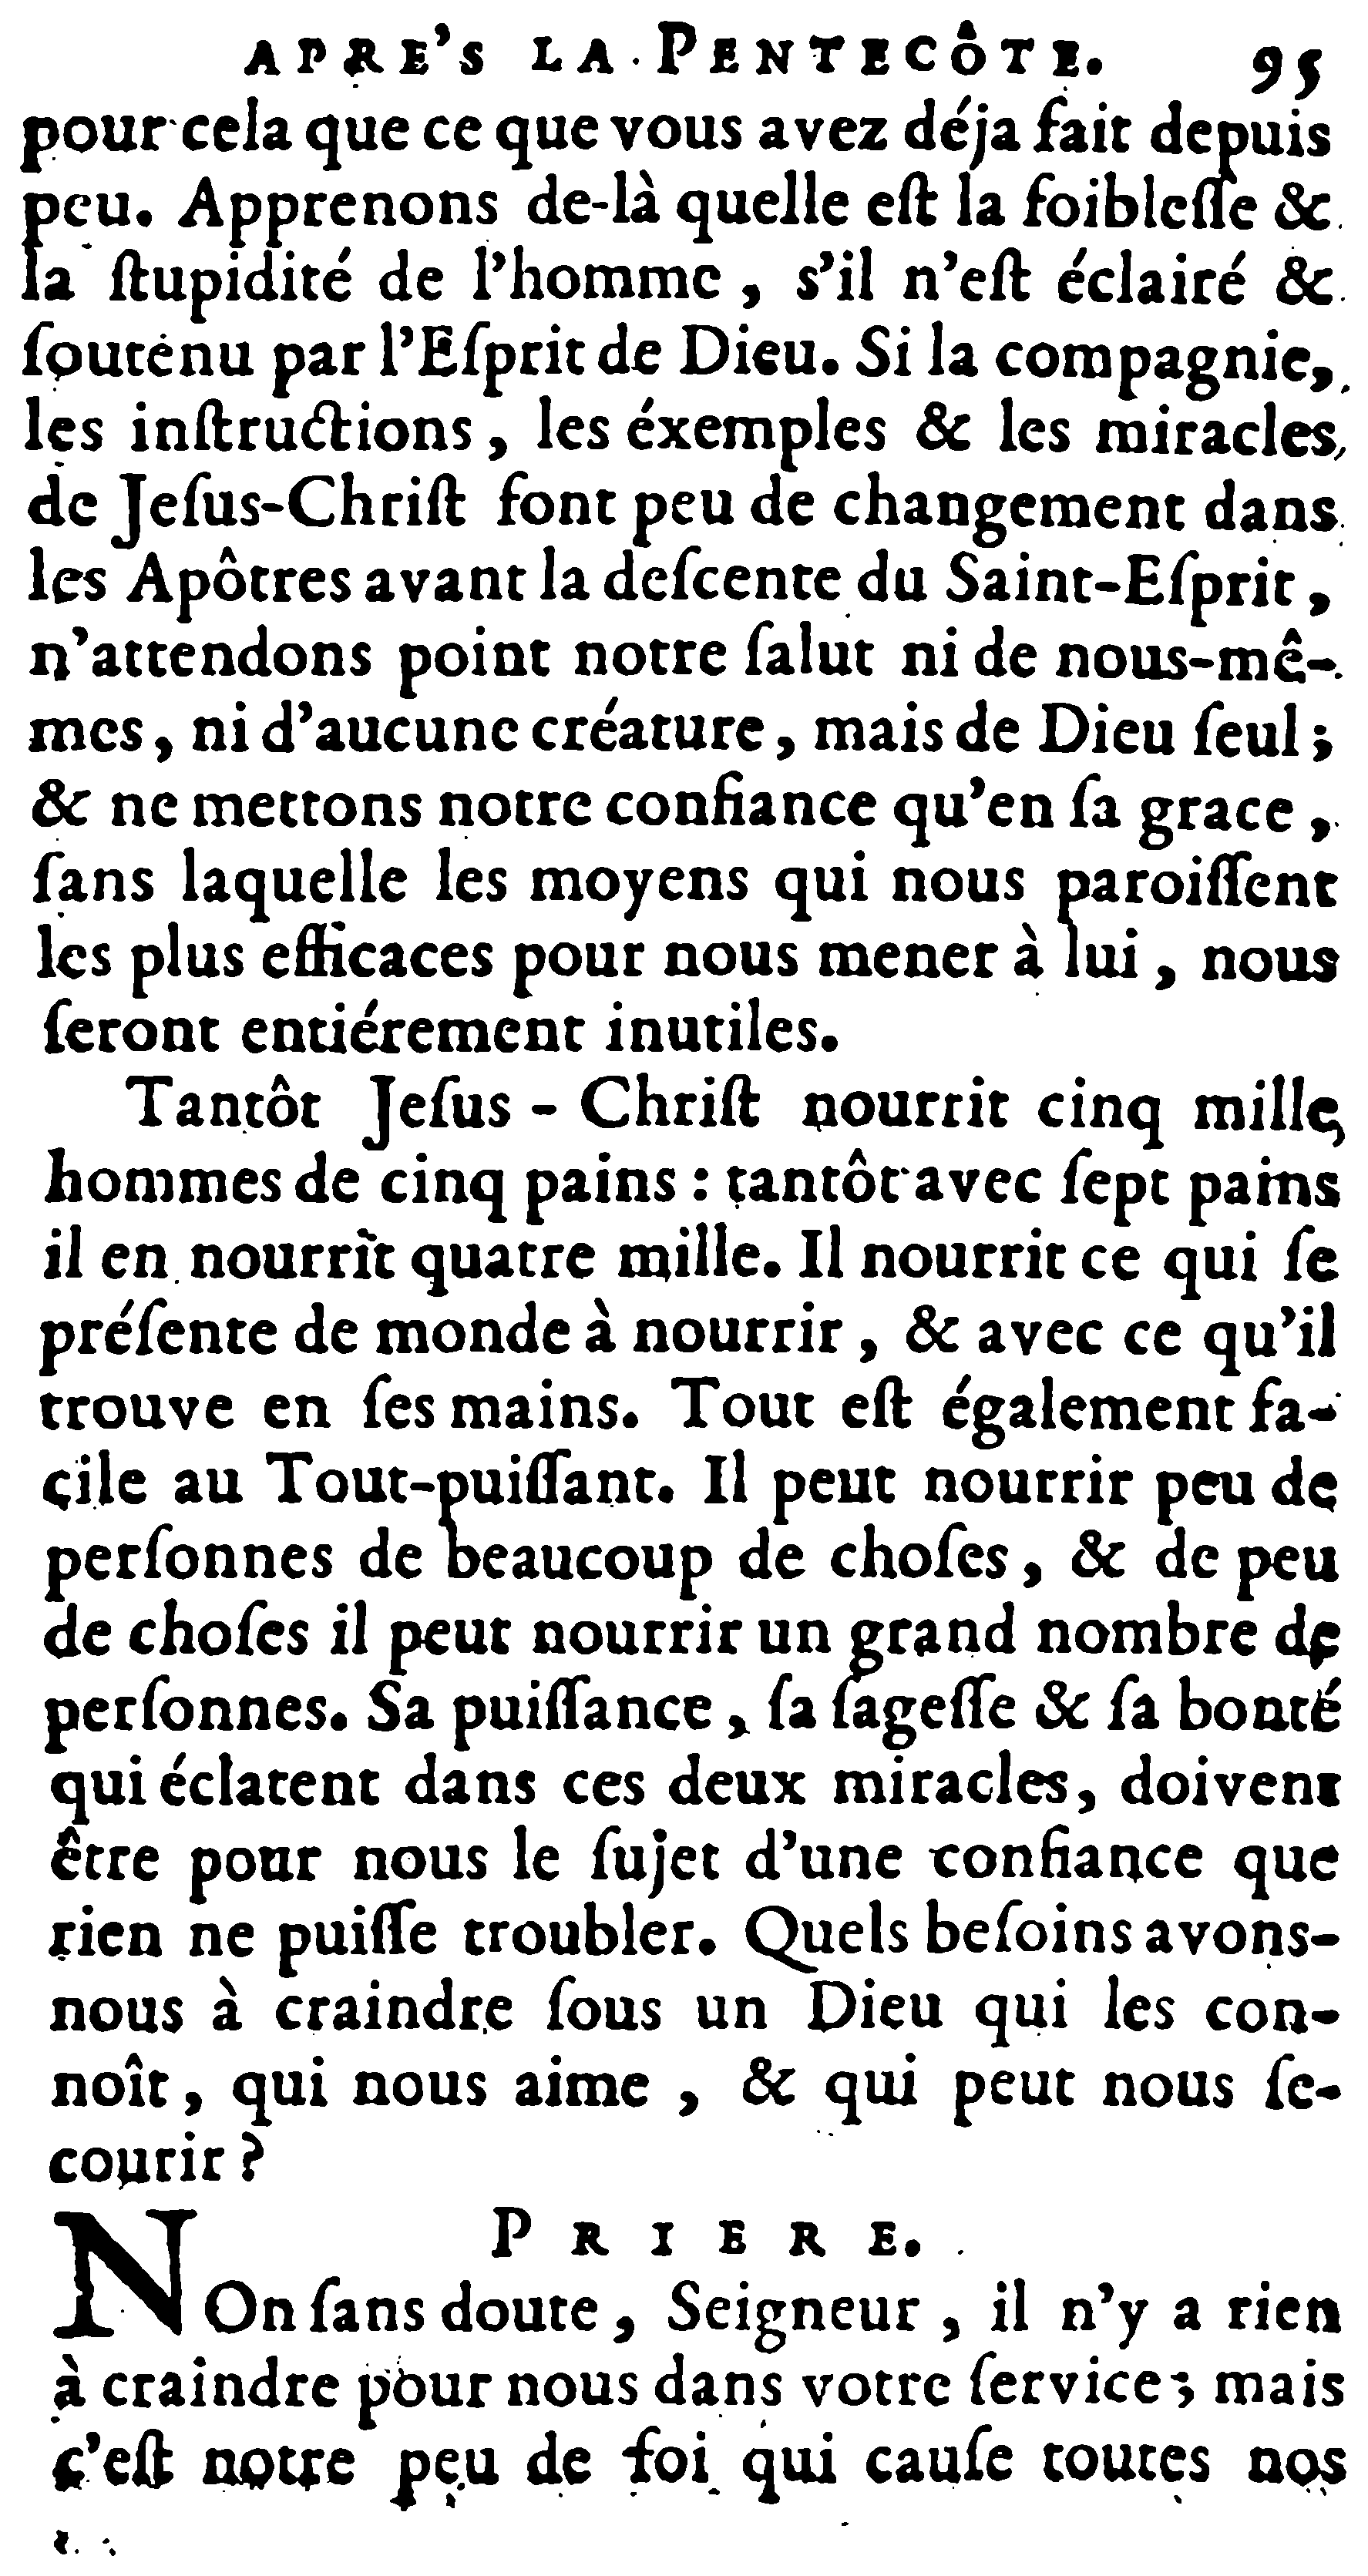 APRE'S LA PENTECÔTE. 95
pour cela que ce que vous avez déja fait depuis
peu. Apprenons de-là quelle eſt la foibleſſe &
la ſtupidité de l'homme, s'il n'eſt éclairé &
ſoutenu par l'Eſprit de Dieu. Si la compagnie,
les inſtructions, les éxemples & les miracles
de Jeſus-Chriſt font peu de changement dans
les Apôtres avant la deſcente du Saint-Eſprit,
n'attendons point notre ſalut ni de nous-mê-
mes, ni d'aucune créature, mais de Dieu ſeul;
& ne mettons notre confiance qu'en ſa grace,
ſans laquelle les moyens qui nous paroiſſent
les plus efficaces pour nous mener à lui, nous
ſeront entiérement inutiles.
Tantôt Jeſus-Chriſt nourrit cinq mille
hommes de cinq pains : tantôt avec ſept pains
il en nourrit quatre mille. Il nourrit ce qui ſe
préſente de monde à nourrir, & avec ce qu'il
trouve en ſes mains. Tout eſt également fa-
cile au Tout-puiſſant. Il peut nourrir peu de
perſonnes de beaucoup de choſes, & de peu
de choſes il peut nourrir un grand nombre de
perſonnes. Sa puiſſance, ſa ſageſſe & ſa bonté
qui éclatent dans ces deux miracles, doivent
être pour nous le ſujet d'une confiance que
rien ne puiſſe troubler. Quels beſoins avons-
nous à craindre ſous un Dieu qui les con-
noît, qui nous aime, & qui peut nous ſe-
courir ?
PRIERE.
NOn ſans doute, Seigneur, il n'y a rien
à craindre pour nous dans votre ſervice; mais
c'eſt notre peu de foi qui cauſe toutes nos